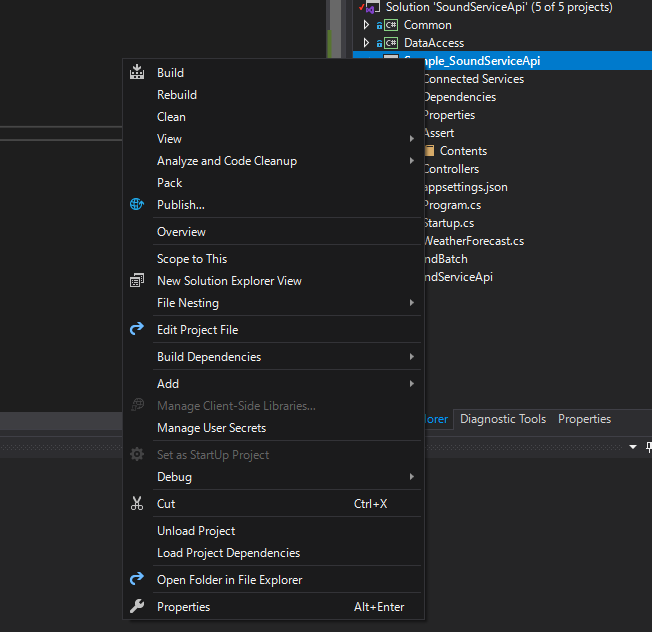 Solution 'SoundServiceApi' (5 of 5 projects)
C# Common
C# DataAccess
mple_SoundServiceApi
Build
Connected Services
Rebuild
Dependencies
Clean
Properties
View
Assert
Analyze and Code Cleanup
Contents
Pack
Controllers
appsettings.json
Publish...
Program.cs
Startup.cs
Overview
WeatherForecast.cs
Scope to This
ndBatch
New Solution Explorer View
ndServiceApi
File Nesting
Edit Project File
Build Dependencies
Add
Manage Client-Side Libraries...
lorer
Diagnostic Tools
Properties
Manage User Secrets
Set as StartUp Project
Debug
Cut Ctrl+X
Unload Project
Load Project Dependencies
Open Folder in File Explorer
Properties Alt+Enter